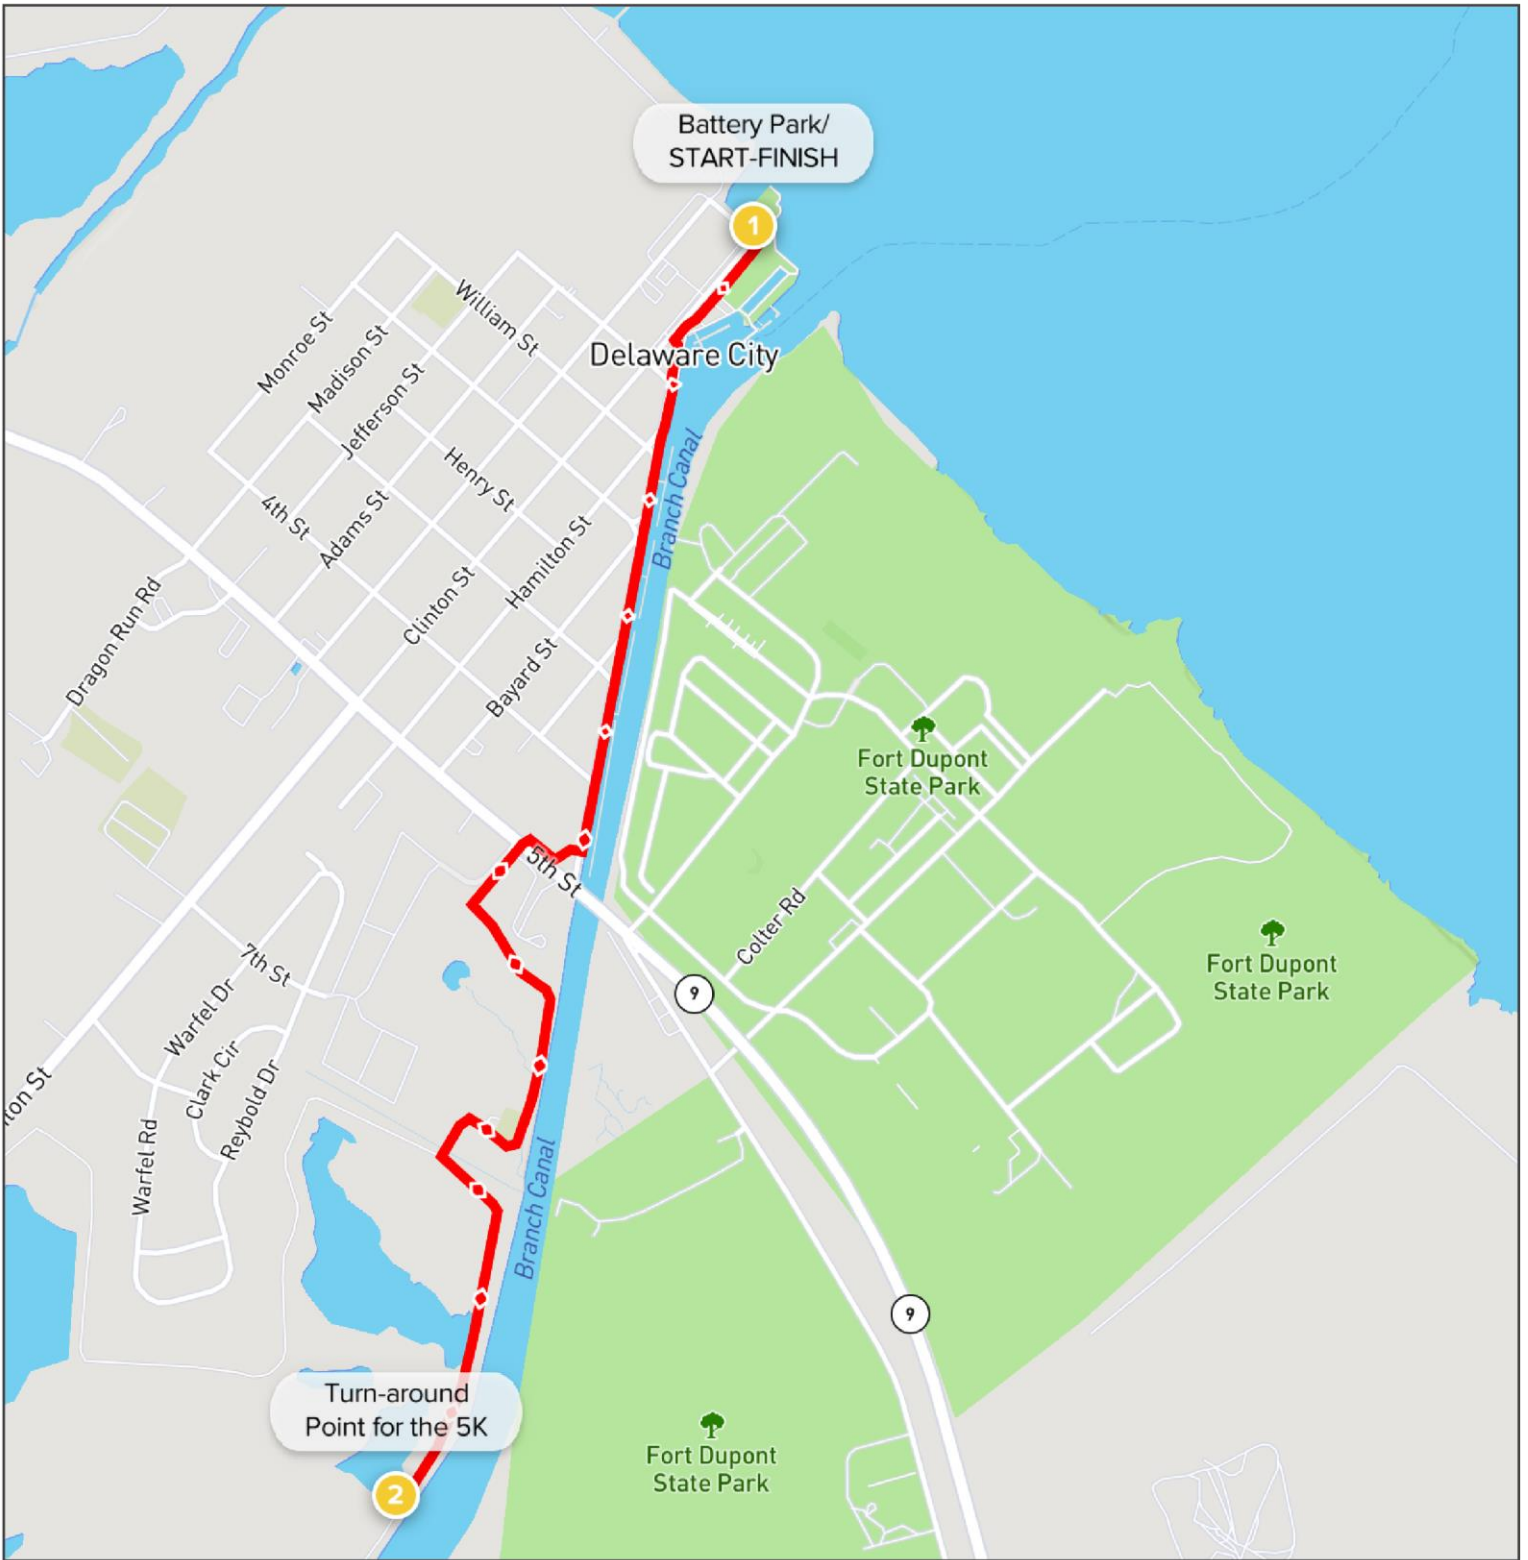 Battery Park/
START-FINISH
1
William St
Monroe St
Madison St
Delaware City
Jefferson St
Henry St
Branch Canal
4th St
Adams St
Hamilton St
Clinton St
Dragon Run Rd
Bayard St
Fort Dupont
State Park
5th St
Colter Rd
7th St
Fort Dupont
State Park
9
Warfel Dr
Clark Cir
Reybold Dr
ton St
Warfel Rd
Branch Canal
9
Turn-around
Point for the 5K
Fort Dupont
State Park
2